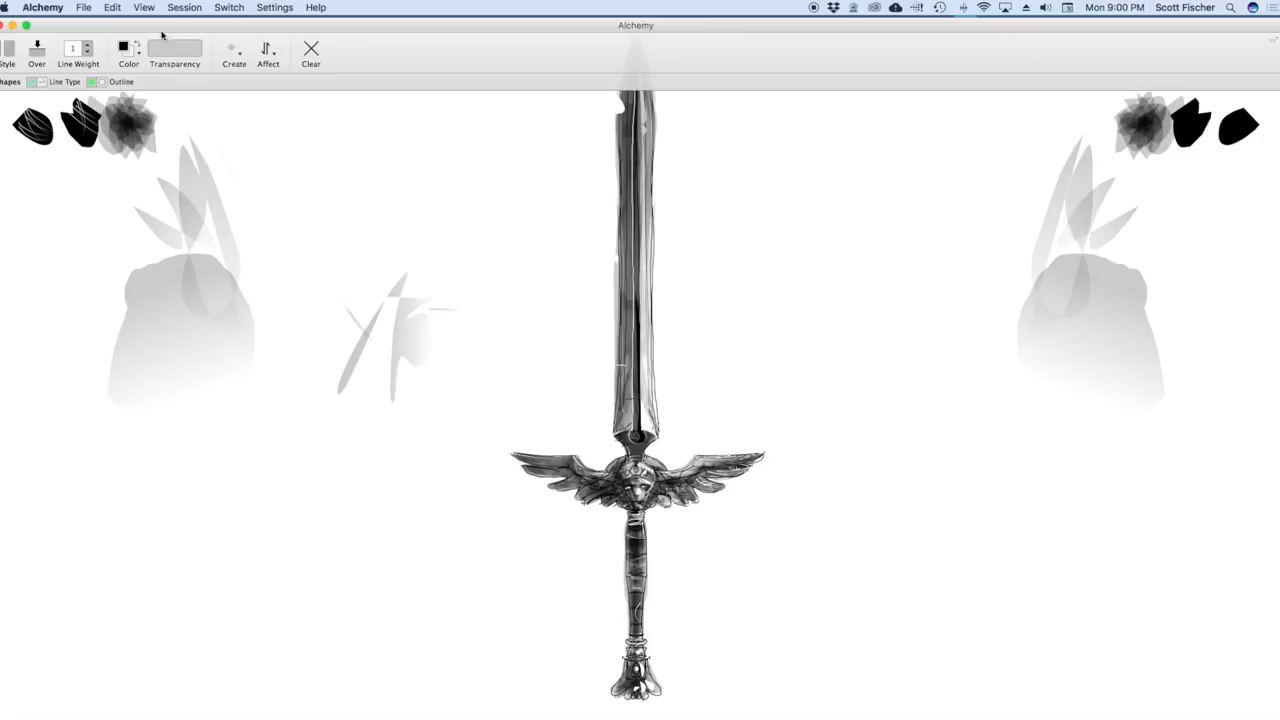 Alchemy File Edit View Session Switch Settings Help Mon 9:00 PM Scott Fischer
Alchemy
Style Over 1 Line Weight Color Transparency Create Affect Clear
hapes Line Type Outline